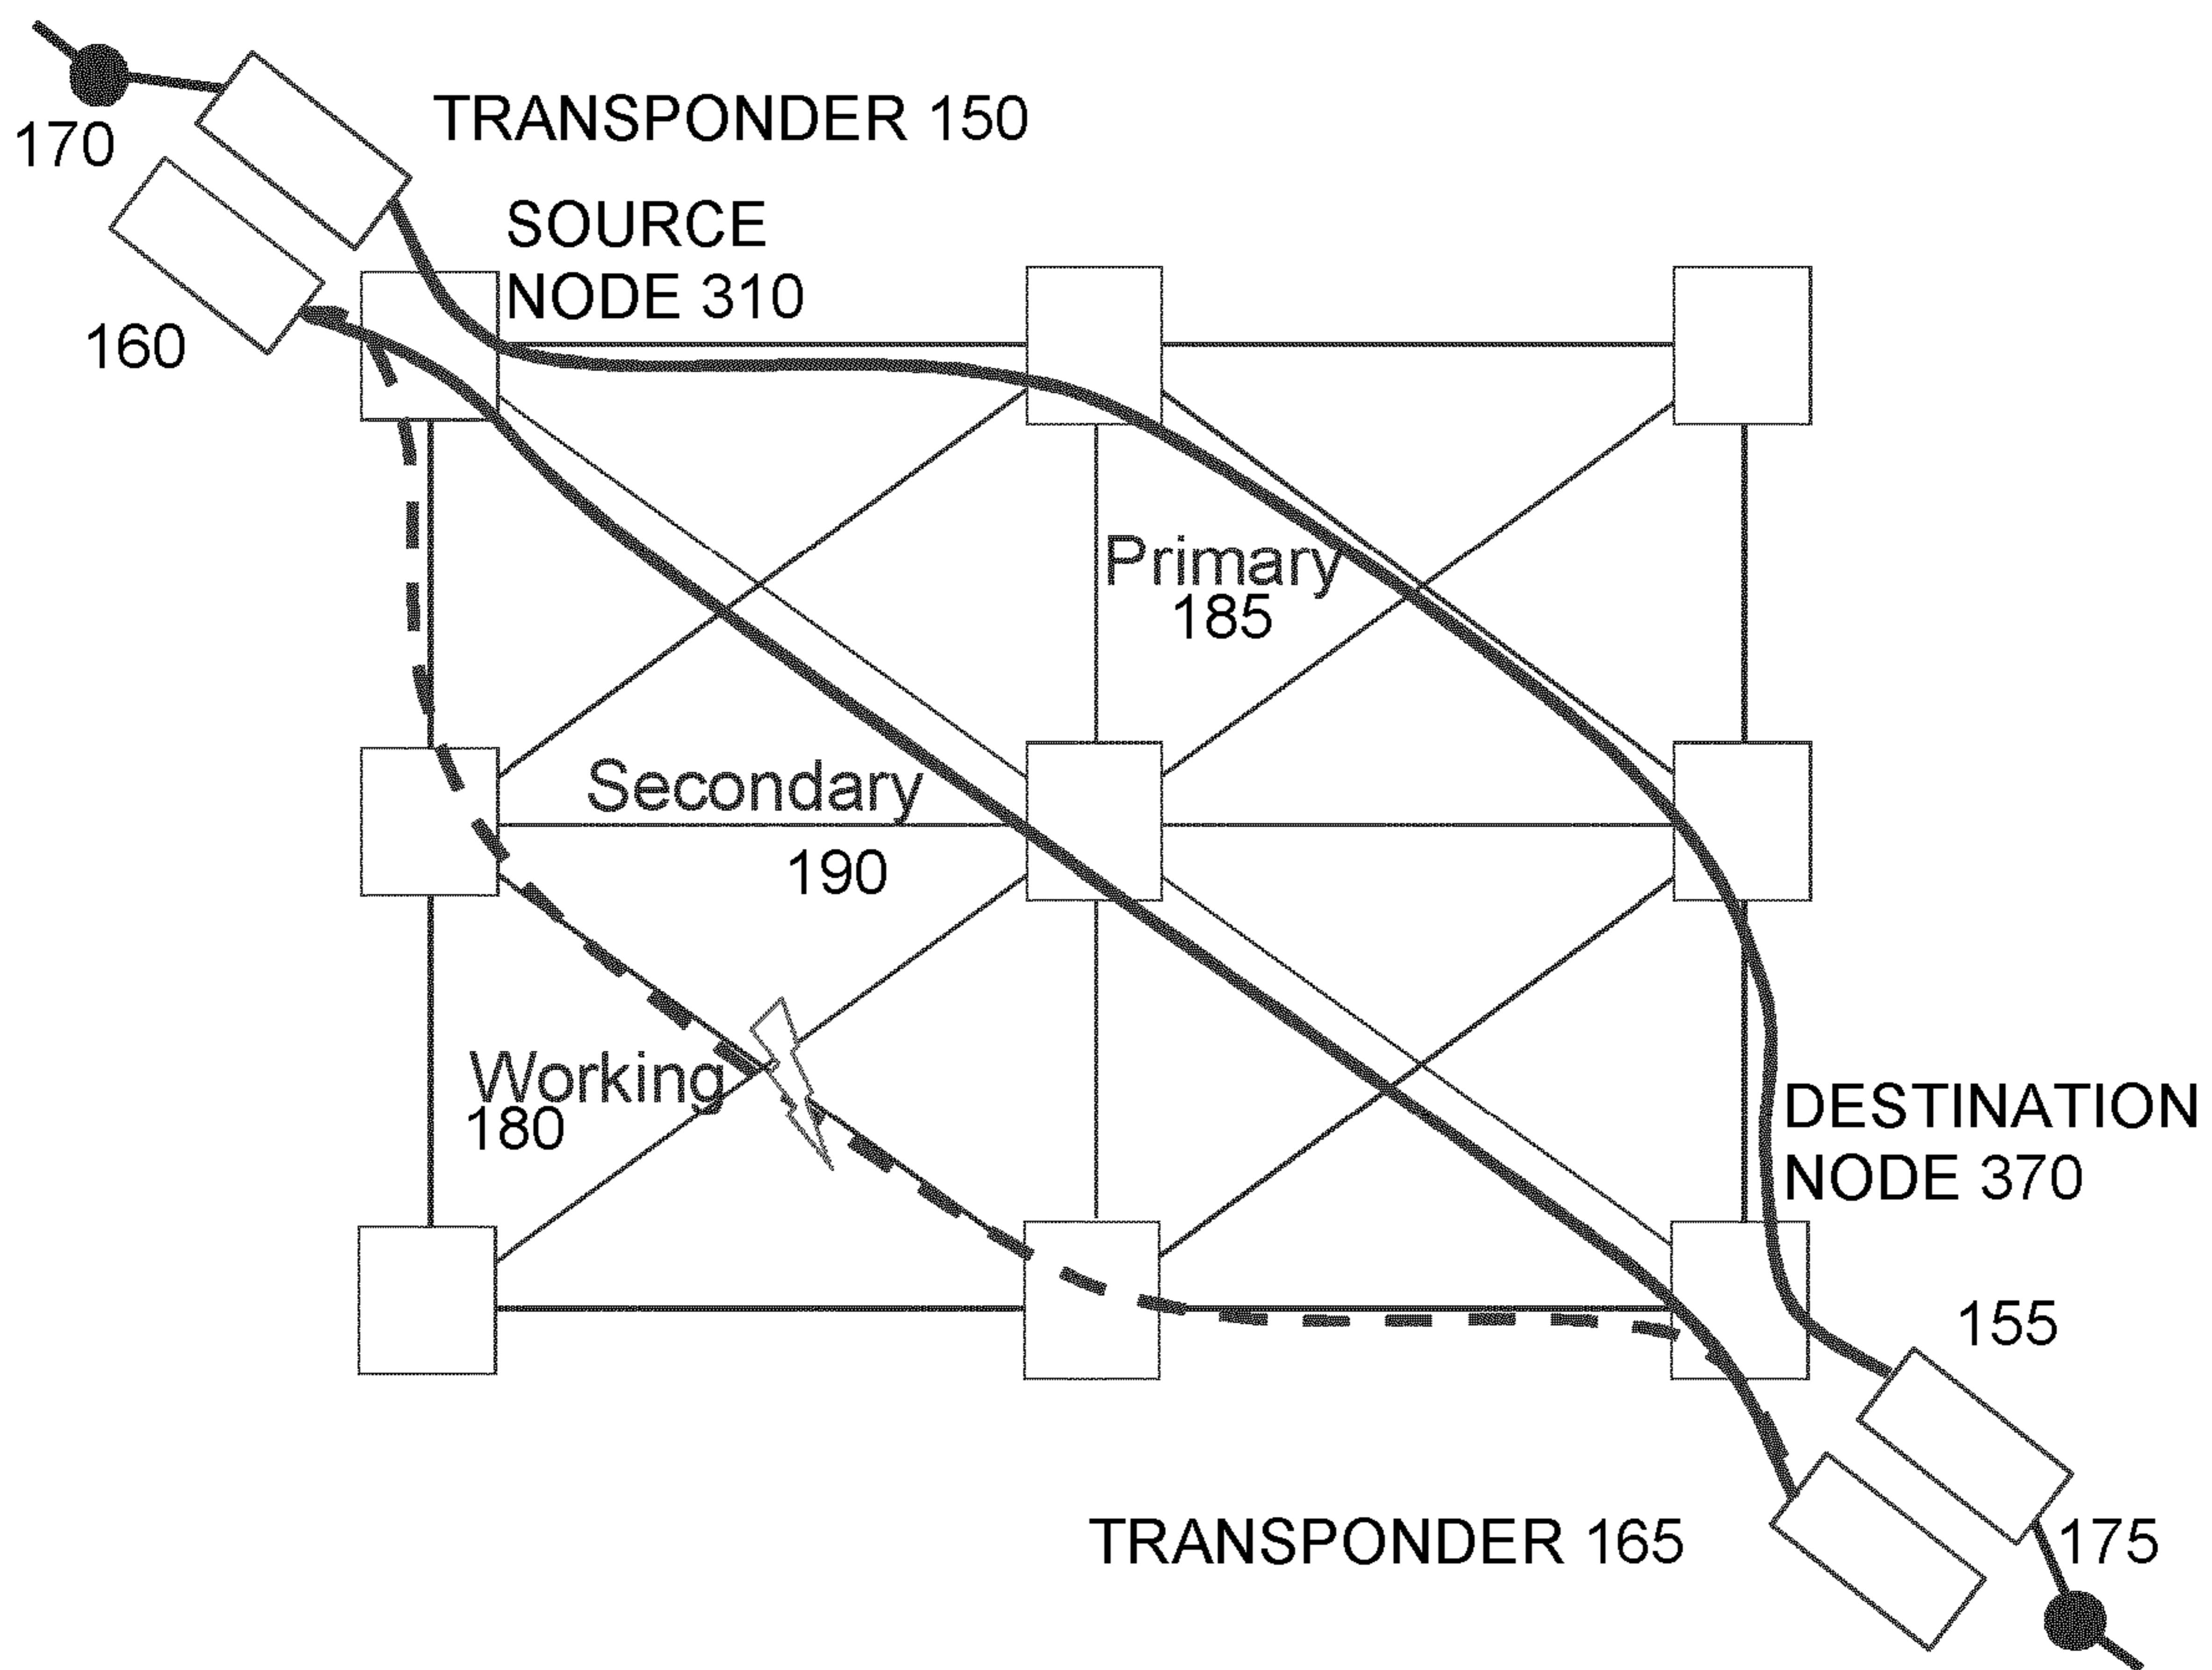 170
TRANSPONDER 150
SOURCE
NODE 310
160
Primary
185
Secondary
190
Working
180
DESTINATION
NODE 370
155
TRANSPONDER 165
175